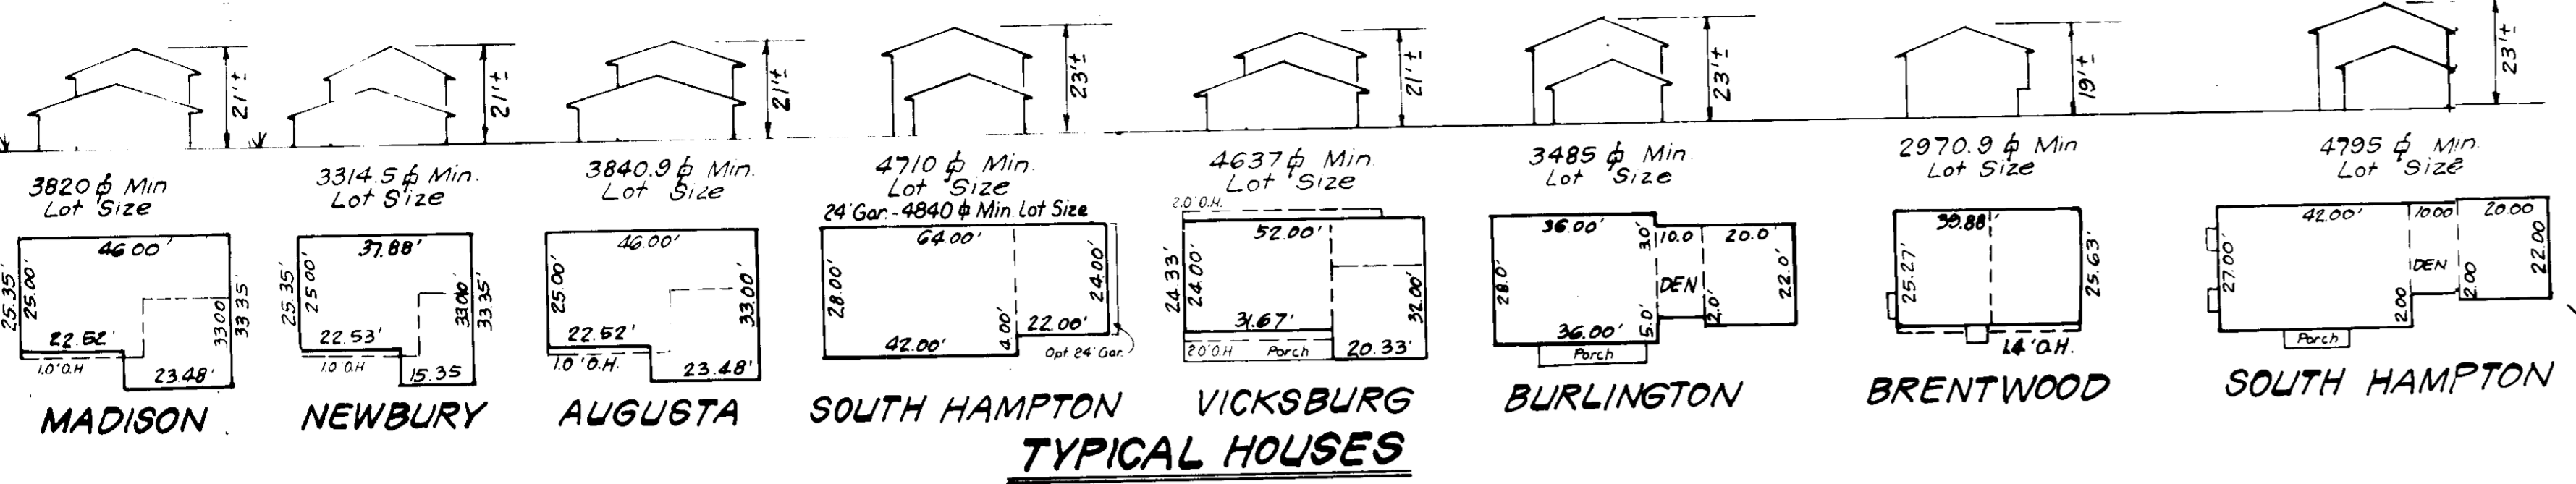 21'±
21'±
21'±
23'±
21'±
23'±
19'±
23'±
3820 ⌽ Min
Lot Size
3314.5 ⌽ Min.
Lot Size
3840.9 ⌽ Min.
Lot Size
4710 ⌽ Min
Lot Size
24' Gar. - 4840 ⌽ Min. Lot Size
4637 ⌽ Min.
Lot Size
3485 ⌽ Min.
Lot Size
2970.9 ⌽ Min
Lot Size
4795 ⌽ Min.
Lot Size
46.00'
25.35'
25.00'
22.52'
1.0' O.H
23.48'
33.00
33.35
MADISON
37.88'
25.35'
25.00'
22.53'
1.0' O.H
15.35
33.00
33.35'
NEWBURY
46.00'
25.00'
22.52'
1.0' O.H.
23.48'
33.00'
AUGUSTA
64.00'
28.00'
24.00'
4.00'
22.00'
42.00'
Opt 24' Gar.
SOUTH HAMPTON
2.0' O.H.
52.00'
24.33'
24.00'
31.67'
2.0' O.H
Porch
20.33'
32.00'
VICKSBURG
36.00'
3.0'
10.0
20.0'
28.0'
DEN
22.0'
5.0'
2.0'
36.00'
Porch
BURLINGTON
39.88'
25.27'
25.63'
1.4' O.H.
BRENTWOOD
42.00'
10.00
20.00
27.00'
DEN
22.00
2.00
2.00
Porch
SOUTH HAMPTON
TYPICAL HOUSES